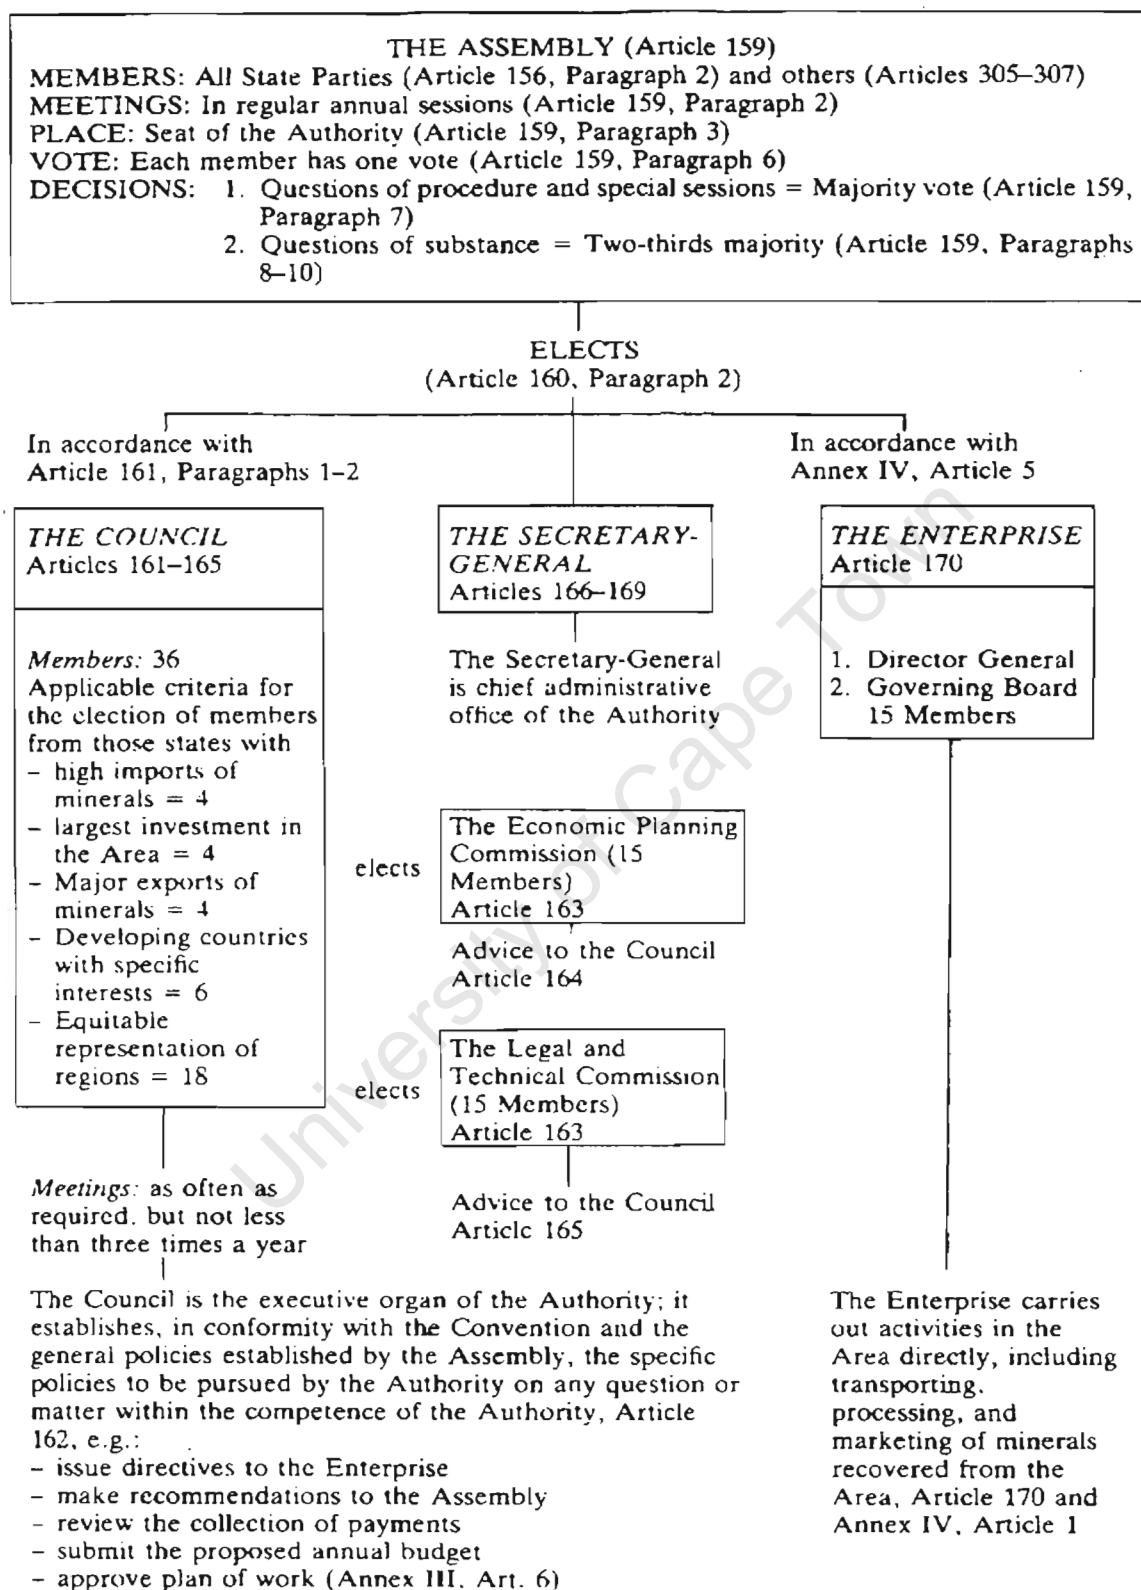 THE ASSEMBLY (Article 159)
MEMBERS: All State Parties (Article 156, Paragraph 2) and others (Articles 305–307)
MEETINGS: In regular annual sessions (Article 159, Paragraph 2)
PLACE: Seat of the Authority (Article 159, Paragraph 3)
VOTE: Each member has one vote (Article 159, Paragraph 6)
DECISIONS: 1. Questions of procedure and special sessions = Majority vote (Article 159,
Paragraph 7)
2. Questions of substance = Two-thirds majority (Article 159, Paragraphs
8–10)
ELECTS
(Article 160, Paragraph 2)
In accordance with
Article 161, Paragraphs 1–2
In accordance with
Annex IV, Article 5
THE COUNCIL
Articles 161–165
Members: 36
Applicable criteria for
the election of members
from those states with
– high imports of
minerals = 4
– largest investment in
the Area = 4
– Major exports of
minerals = 4
– Developing countries
with specific
interests = 6
– Equitable
representation of
regions = 18
Meetings: as often as
required, but not less
than three times a year
THE SECRETARY-
GENERAL
Articles 166–169
The Secretary-General
is chief administrative
office of the Authority
elects
The Economic Planning
Commission (15
Members)
Article 163
Advice to the Council
Article 164
elects
The Legal and
Technical Commission
(15 Members)
Article 163
Advice to the Council
Article 165
THE ENTERPRISE
Article 170
1. Director General
2. Governing Board
15 Members
The Council is the executive organ of the Authority; it
establishes, in conformity with the Convention and the
general policies established by the Assembly, the specific
policies to be pursued by the Authority on any question or
matter within the competence of the Authority, Article
162, e.g.:
– issue directives to the Enterprise
– make recommendations to the Assembly
– review the collection of payments
– submit the proposed annual budget
– approve plan of work (Annex III, Art. 6)
The Enterprise carries
out activities in the
Area directly, including
transporting,
processing, and
marketing of minerals
recovered from the
Area, Article 170 and
Annex IV, Article 1
University of Cape Town